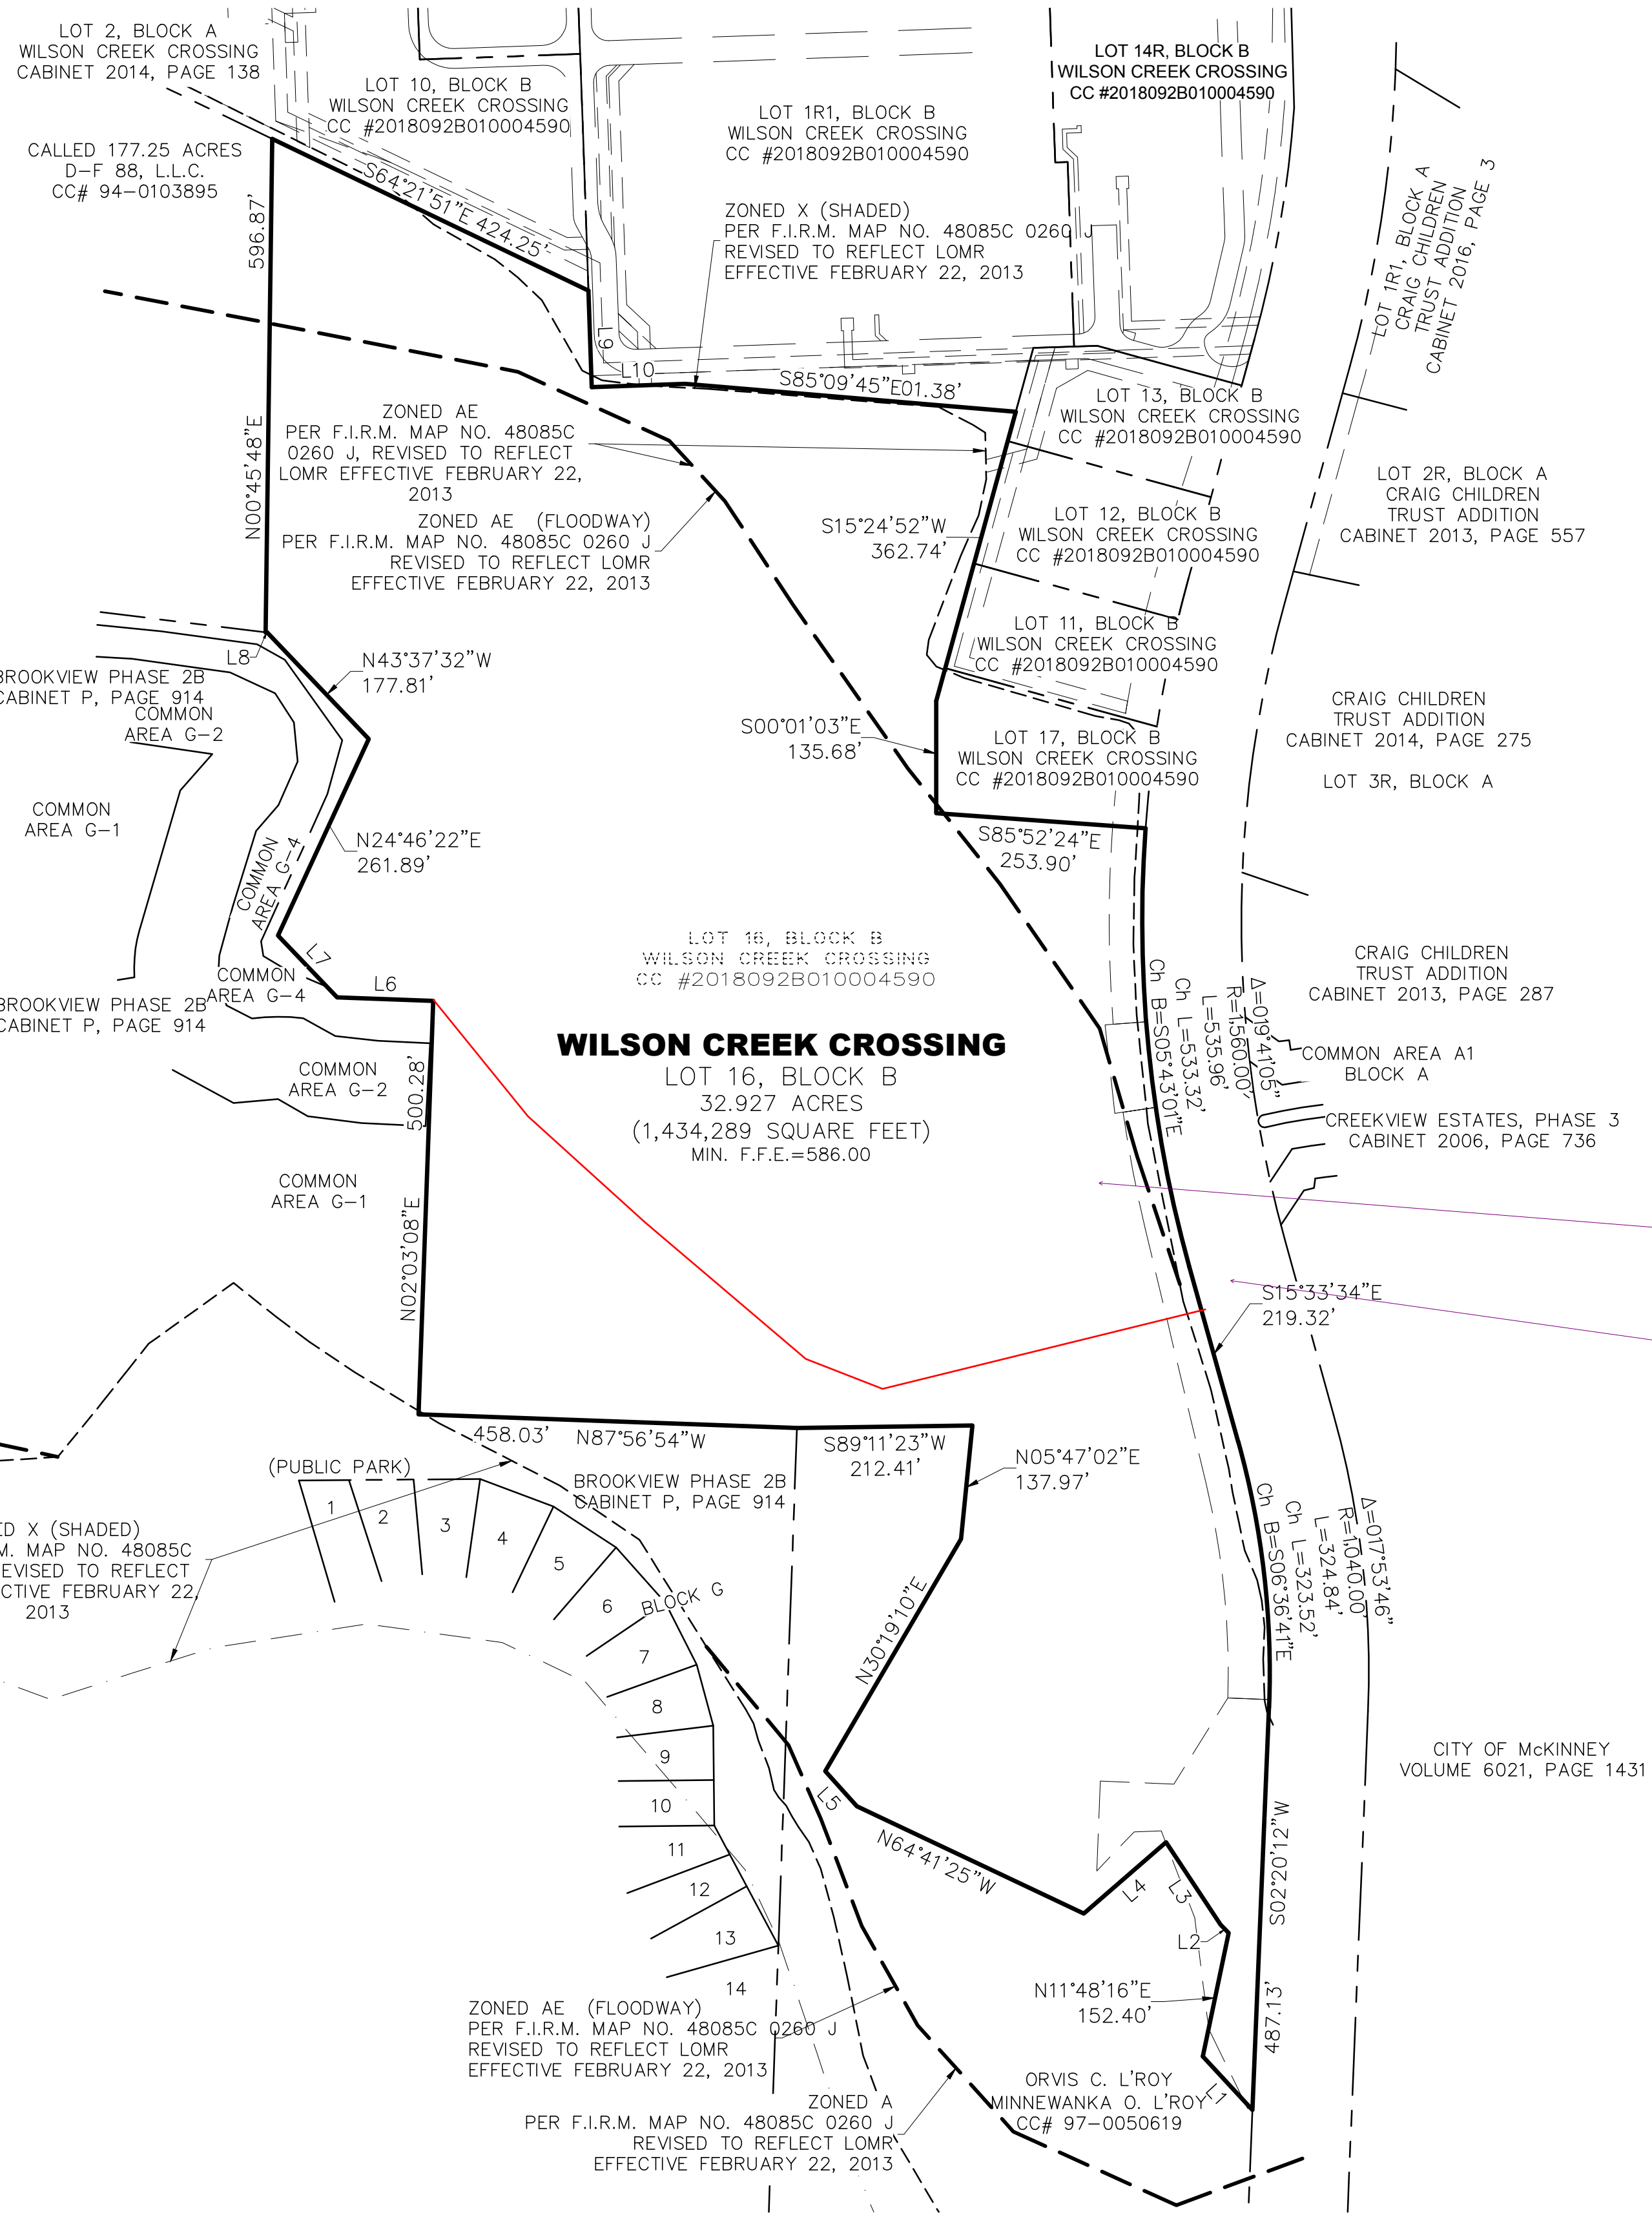 LOT 2, BLOCK A
WILSON CREEK CROSSING
CABINET 2014, PAGE 138
LOT 10, BLOCK B
WILSON CREEK CROSSING
CC #2018092B010004590
LOT 1R1, BLOCK B
WILSON CREEK CROSSING
CC #2018092B010004590
LOT 14R, BLOCK B
WILSON CREEK CROSSING
CC #2018092B010004590
CALLED 177.25 ACRES
D-F 88, L.L.C.
CC# 94-0103895
LOT 1R1, BLOCK A
CRAIG CHILDREN
TRUST ADDITION
CABINET 2016, PAGE 3
596.87'
N00°45'48"E
S64°21'51"E 424.25'
ZONED X (SHADED)
PER F.I.R.M. MAP NO. 48085C 0260 J
REVISED TO REFLECT LOMR
EFFECTIVE FEBRUARY 22, 2013
L9
L10
S85°09'45"E01.38'
ZONED AE
PER F.I.R.M. MAP NO. 48085C
0260 J, REVISED TO REFLECT
LOMR EFFECTIVE FEBRUARY 22,
2013
ZONED AE (FLOODWAY)
PER F.I.R.M. MAP NO. 48085C 0260 J
REVISED TO REFLECT LOMR
EFFECTIVE FEBRUARY 22, 2013
LOT 13, BLOCK B
WILSON CREEK CROSSING
CC #2018092B010004590
LOT 2R, BLOCK A
CRAIG CHILDREN
TRUST ADDITION
CABINET 2013, PAGE 557
S15°24'52"W
362.74'
LOT 12, BLOCK B
WILSON CREEK CROSSING
CC #2018092B010004590
LOT 11, BLOCK B
WILSON CREEK CROSSING
CC #2018092B010004590
L8
N43°37'32"W
177.81'
BROOKVIEW PHASE 2B
CABINET P, PAGE 914
COMMON
AREA G-2
S00°01'03"E
135.68'
LOT 17, BLOCK B
WILSON CREEK CROSSING
CC #2018092B010004590
CRAIG CHILDREN
TRUST ADDITION
CABINET 2014, PAGE 275
LOT 3R, BLOCK A
COMMON
AREA G-1
N24°46'22"E
261.89'
COMMON
AREA G-4
S85°52'24"E
253.90'
L7
L6
COMMON
AREA G-4
BROOKVIEW PHASE 2B
CABINET P, PAGE 914
LOT 16, BLOCK B
WILSON CREEK CROSSING
CC #2018092B010004590
CRAIG CHILDREN
TRUST ADDITION
CABINET 2013, PAGE 287
Δ=019°41'05"
R=1,560.00'
L=535.96'
Ch L=533.32'
Ch B=S05°43'01"E
WILSON CREEK CROSSING
LOT 16, BLOCK B
32.927 ACRES
(1,434,289 SQUARE FEET)
MIN. F.F.E.=586.00
COMMON AREA A1
BLOCK A
CREEKVIEW ESTATES, PHASE 3
CABINET 2006, PAGE 736
COMMON
AREA G-2
500.28'
N02°03'08"E
COMMON
AREA G-1
S15°33'34"E
219.32'
458.03' N87°56'54"W
S89°11'23"W
212.41'
N05°47'02"E
137.97'
(PUBLIC PARK)
BROOKVIEW PHASE 2B
CABINET P, PAGE 914
ED X (SHADED)
M. MAP NO. 48085C
EVISED TO REFLECT
CTIVE FEBRUARY 22,
2013
1
2
3
4
5
6
7
8
9
10
11
12
13
14
BLOCK G
N30°19'10"E
Δ=017°53'46"
R=1,040.00'
L=324.84'
Ch L=323.52'
Ch B=S06°36'41"E
L5
N64°41'25"W
L4
L3
L2
CITY OF McKINNEY
VOLUME 6021, PAGE 1431
S02°20'12"W
487.13'
N11°48'16"E
152.40'
L1
ZONED AE (FLOODWAY)
PER F.I.R.M. MAP NO. 48085C 0260 J
REVISED TO REFLECT LOMR
EFFECTIVE FEBRUARY 22, 2013
ORVIS C. L'ROY
MINNEWANKA O. L'ROY
CC# 97-0050619
ZONED A
PER F.I.R.M. MAP NO. 48085C 0260 J
REVISED TO REFLECT LOMR
EFFECTIVE FEBRUARY 22, 2013